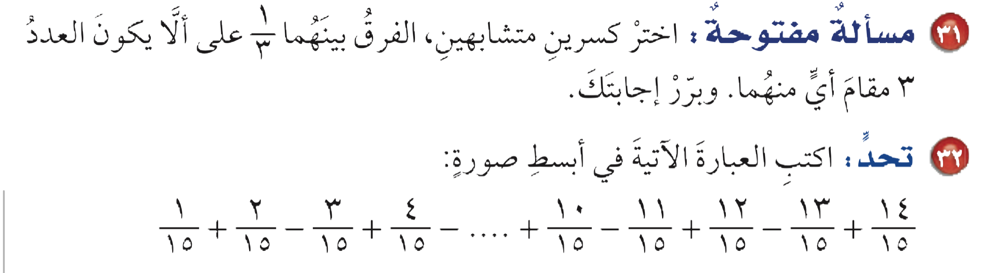 ٣١ مسألةٌ مفتوحةٌ: اخترْ كسرينِ متشابهينِ، الفرقُ بينَهُما ١/٣ على ألَّا يكونَ العددُ
٣ مقامَ أيٍّ منهُما. وبرّرْ إجابتَكَ.
٣٢ تحدٍّ: اكتبِ العبارةَ الآتيةَ في أبسطِ صورةٍ:
١٤/١٥ + ١٣/١٥ − ١٢/١٥ + ١١/١٥ − ١٠/١٥ + .... − ٤/١٥ + ٣/١٥ − ٢/١٥ + ١/١٥